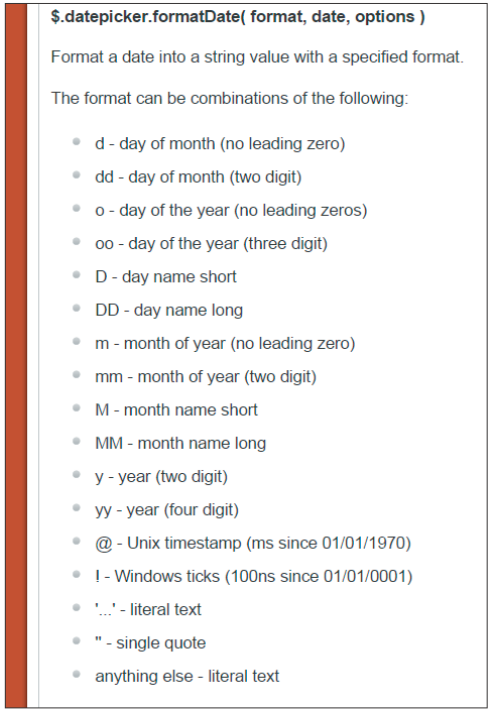 $.datepicker.formatDate( format, date, options )
Format a date into a string value with a specified format.
The format can be combinations of the following:
d - day of month (no leading zero)
dd - day of month (two digit)
o - day of the year (no leading zeros)
oo - day of the year (three digit)
D - day name short
DD - day name long
m - month of year (no leading zero)
mm - month of year (two digit)
M - month name short
MM - month name long
y - year (two digit)
yy - year (four digit)
@ - Unix timestamp (ms since 01/01/1970)
! - Windows ticks (100ns since 01/01/0001)
'...' - literal text
'' - single quote
anything else - literal text